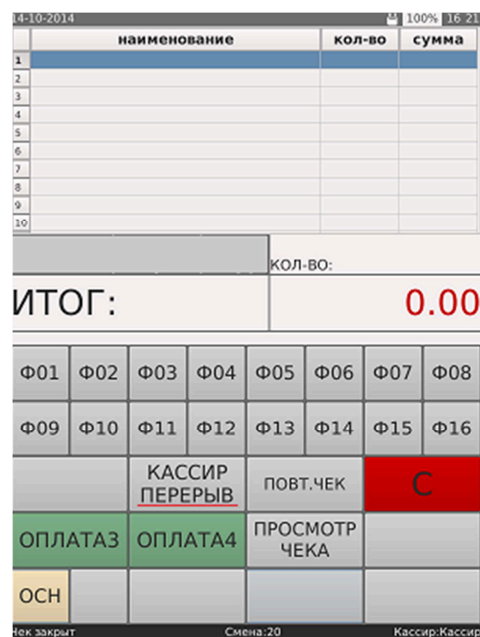 14-10-2014 100% 16 21
наименование кол-во сумма
1
2
3
4
5
6
7
8
9
10
КОЛ-ВО:
ИТОГ: 0.00
Ф01 Ф02 Ф03 Ф04 Ф05 Ф06 Ф07 Ф08
Ф09 Ф10 Ф11 Ф12 Ф13 Ф14 Ф15 Ф16
КАССИР ПЕРЕРЫВ ПОВТ.ЧЕК С
ОПЛАТА3 ОПЛАТА4 ПРОСМОТР ЧЕКА
ОСН
Чек закрыт Смена:20 Кассир:Кассир